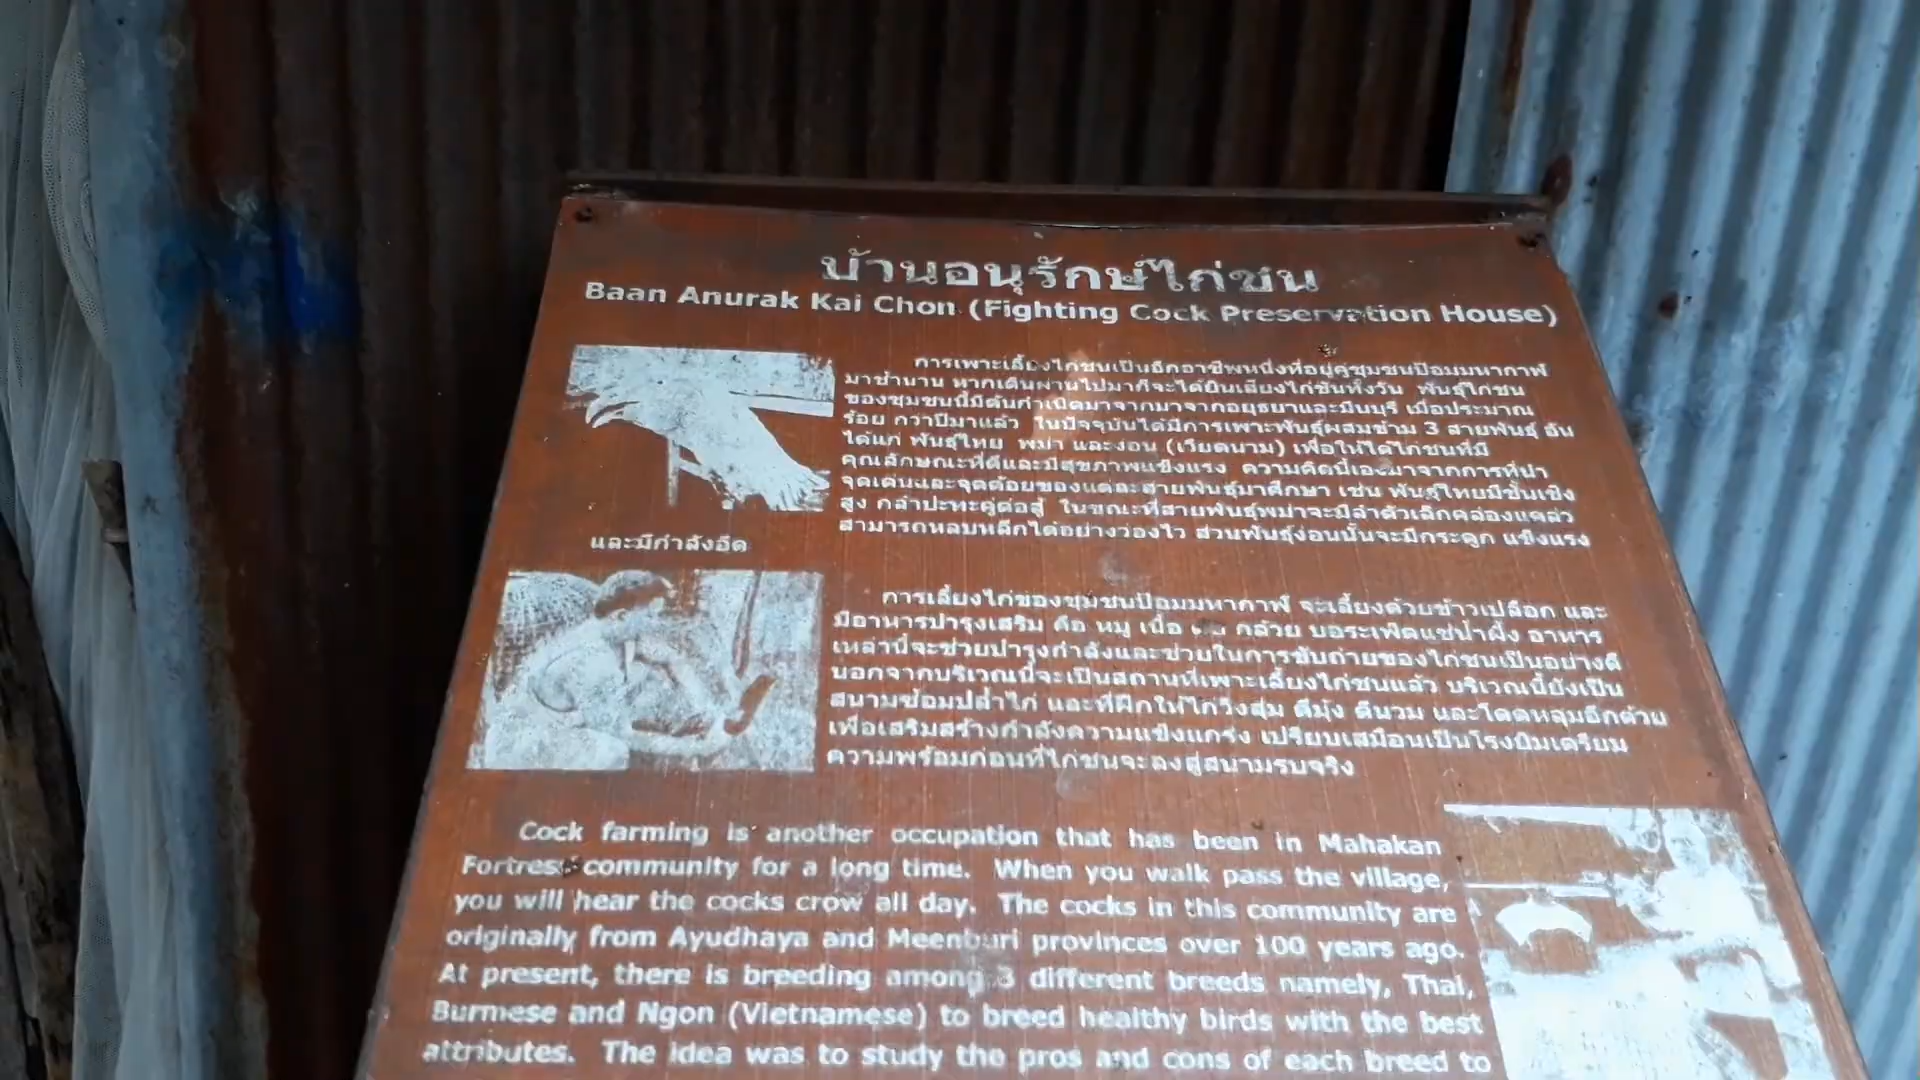 บ้านอนุรักษ์ไก่ชน
Baan Anurak Kai Chon (Fighting Cock Preservation House)
การเพาะเลี้ยงไก่ชนเป็นอีกอาชีพหนึ่งที่อยู่คู่ชุมชนป้อมมหากาฬ
มาช้านาน หากเดินผ่านไปมาก็จะได้ยินเสียงไก่ขันทั้งวัน พันธุ์ไก่ชน
ของชุมชนนี้มีต้นกำเนิดมาจากมาจากอยุธยาและมีนบุรี เมื่อประมาณ
ร้อย กว่าปีมาแล้ว ในปัจจุบันได้มีการเพาะพันธุ์ผสมข้าม 3 สายพันธุ์ อัน
ได้แก่ พันธุ์ไทย พม่า และง่อน (เวียดนาม) เพื่อให้ได้ไก่ชนที่มี
คุณลักษณะที่ดีและมีสุขภาพแข็งแรง ความคิดนี้เองมาจากการที่นำ
จุดเด่นและจุดด้อยของแต่ละสายพันธุ์มาศึกษา เช่น พันธุ์ไทยมีชั้นเชิง
สูง กล้าปะทะคู่ต่อสู้ ในขณะที่สายพันธุ์พม่าจะมีลำตัวเล็กคล่องแคล่ว
สามารถหลบหลีกได้อย่างว่องไว ส่วนพันธุ์ง่อนนั้นจะมีกระดูก แข็งแรง
และมีกำลังอึด
การเลี้ยงไก่ของชุมชนป้อมมหากาฬ จะเลี้ยงด้วยข้าวเปลือก และ
มีอาหารบำรุงเสริม คือ หมู เนื้อ กล้วย บอระเพ็ดแช่น้ำผึ้ง อาหาร
เหล่านี้จะช่วยบำรุงกำลังและช่วยในการขับถ่ายของไก่ชนเป็นอย่างดี
นอกจากบริเวณนี้จะเป็นสถานที่เพาะเลี้ยงไก่ชนแล้ว บริเวณนี้ยังเป็น
สนามซ้อมปล้ำไก่ และที่ฝึกให้ไก่วิ่งสุ่ม ตีมุ้ง ตีนวม และโดดหลุมอีกด้วย
เพื่อเสริมสร้างกำลังความแข็งแกร่ง เปรียบเสมือนเป็นโรงยิมเตรียม
ความพร้อมก่อนที่ไก่ชนจะลงสู่สนามรบจริง
Cock farming is another occupation that has been in Mahakan
Fortress community for a long time. When you walk pass the village,
you will hear the cocks crow all day. The cocks in this community are
originally from Ayudhaya and Meenburi provinces over 100 years ago.
At present, there is breeding among 3 different breeds namely, Thai,
Burmese and Ngon (Vietnamese) to breed healthy birds with the best
attributes. The idea was to study the pros and cons of each breed to